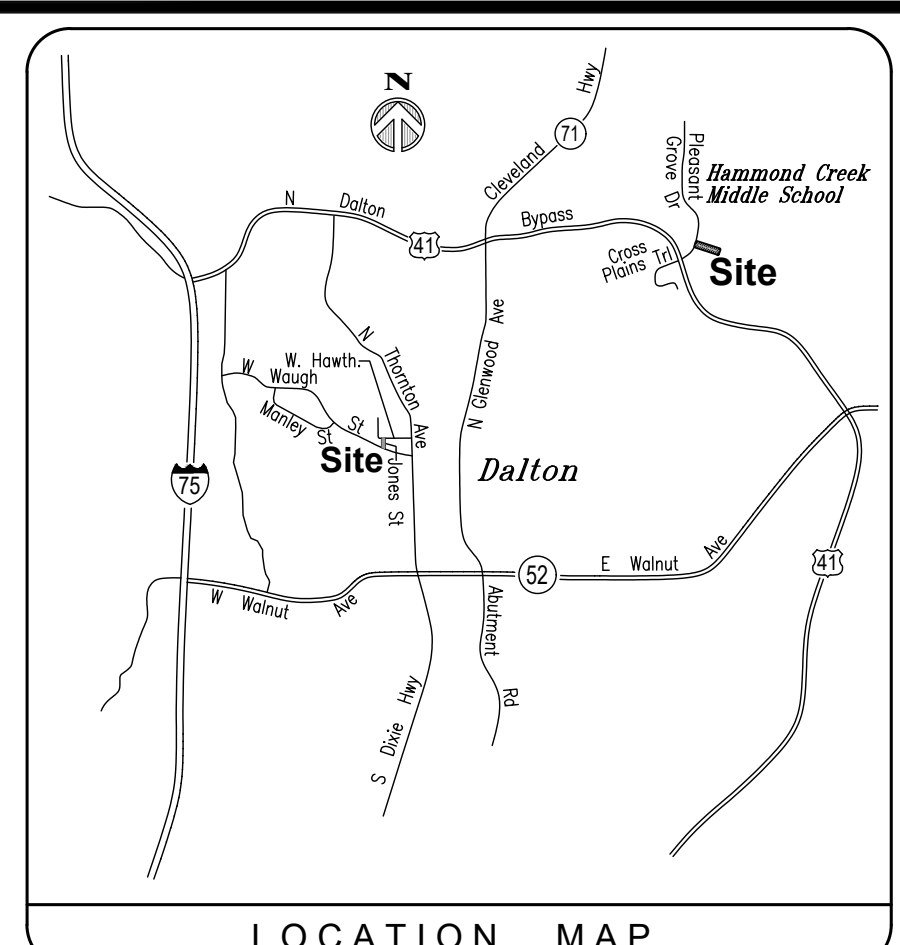 N
Hwy
71
Cleveland
Pleasant
Grove Dr
Hammond Creek
Middle School
N Dalton
41
Bypass
Cross
Plains Trl
Site
N Thornton Ave
W. Hawth.
W Waugh St
Manley St
Site
Jones St
N Glenwood Ave
Dalton
75
52
E Walnut Ave
41
W Walnut Ave
Abutment Rd
S Dixie Hwy
LOCATION MAP